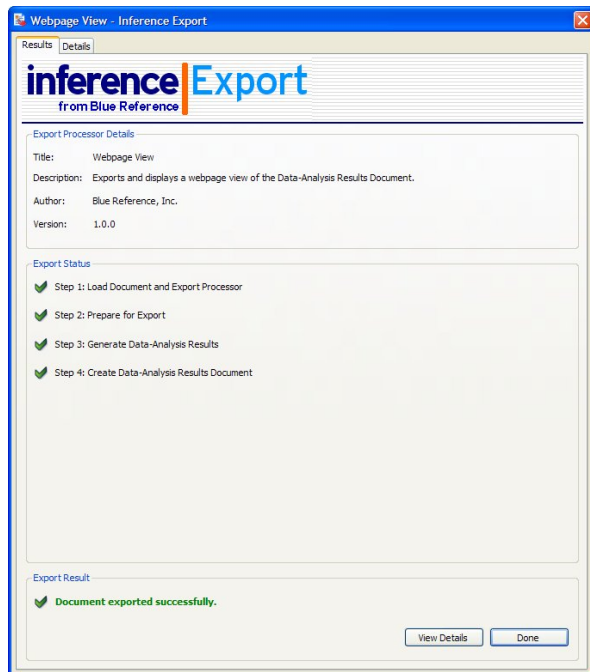 Webpage View - Inference Export
Results Details
inference Export
from Blue Reference
Export Processor Details
Title: Webpage View
Description: Exports and displays a webpage view of the Data-Analysis Results Document.
Author: Blue Reference, Inc.
Version: 1.0.0
Export Status
Step 1: Load Document and Export Processor
Step 2: Prepare for Export
Step 3: Generate Data-Analysis Results
Step 4: Create Data-Analysis Results Document
Export Result
Document exported successfully.
View Details Done